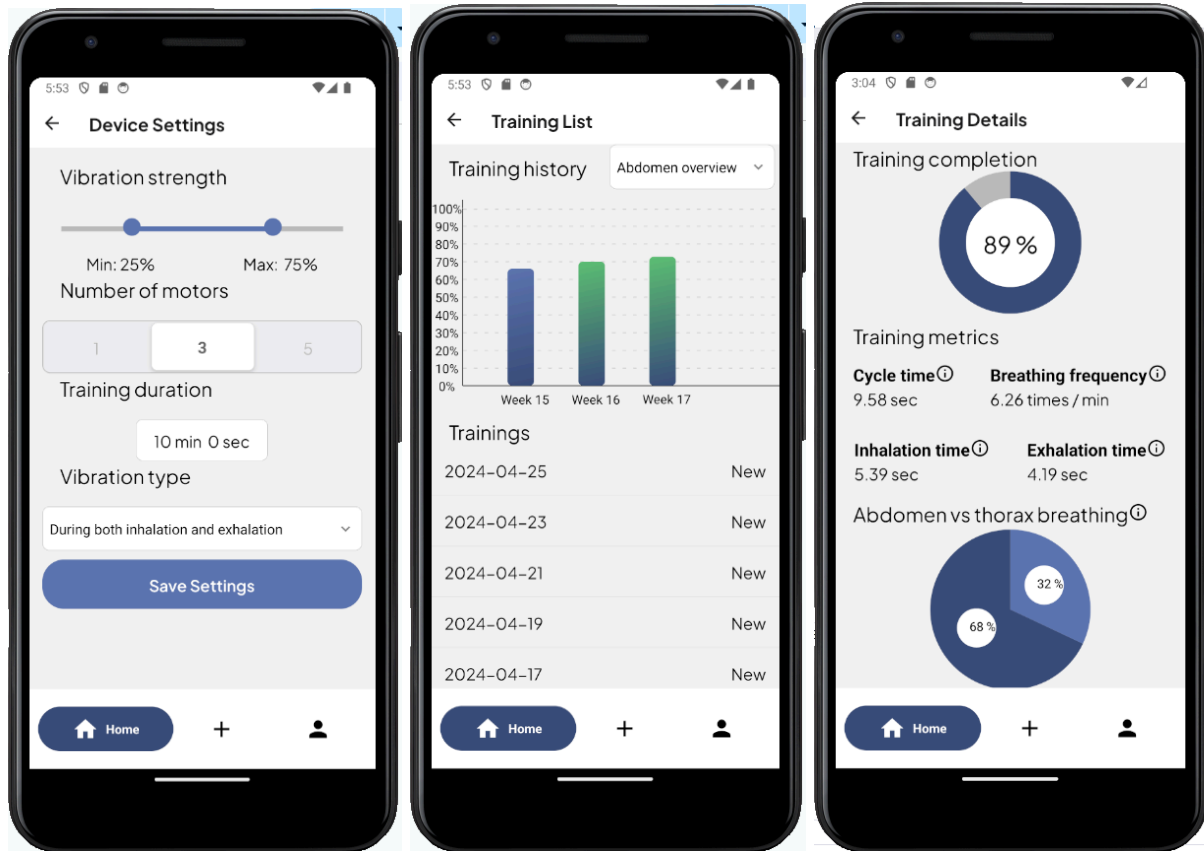 5:53
Device Settings
Vibration strength
Min: 25% Max: 75%
Number of motors
1 3 5
Training duration
10 min 0 sec
Vibration type
During both inhalation and exhalation
Save Settings
Home
5:53
Training List
Training history Abdomen overview
100%
90%
80%
70%
60%
50%
40%
30%
20%
10%
0%
Week 15 Week 16 Week 17
Trainings
2024-04-25 New
2024-04-23 New
2024-04-21 New
2024-04-19 New
2024-04-17 New
Home
3:04
Training Details
Training completion
89 %
Training metrics
Cycle time Breathing frequency
9.58 sec 6.26 times / min
Inhalation time Exhalation time
5.39 sec 4.19 sec
Abdomen vs thorax breathing
32 %
68 %
Home